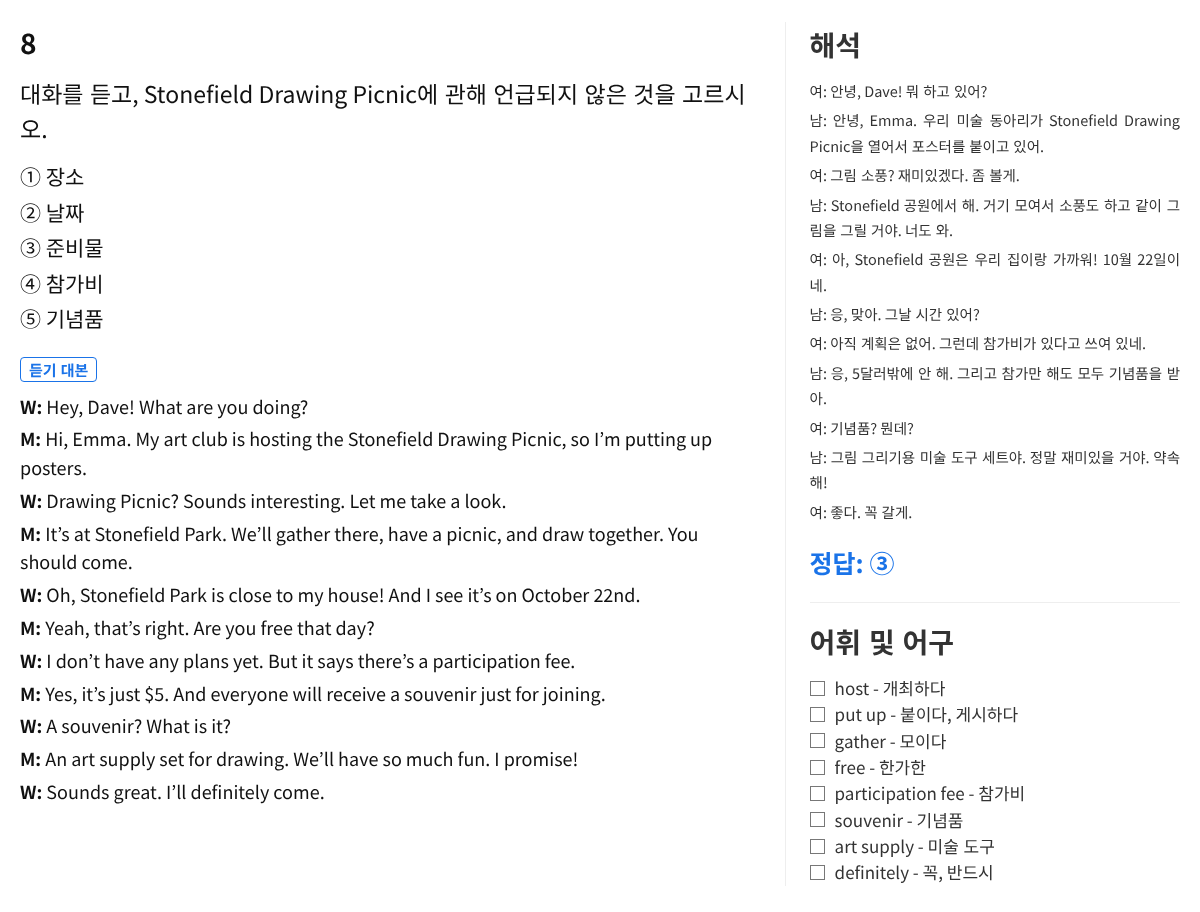 8
대화를 듣고, Stonefield Drawing Picnic에 관해 언급되지 않은 것을 고르시
오.
① 장소
② 날짜
③ 준비물
④ 참가비
⑤ 기념품
듣기 대본
W: Hey, Dave! What are you doing?
M: Hi, Emma. My art club is hosting the Stonefield Drawing Picnic, so I’m putting up
posters.
W: Drawing Picnic? Sounds interesting. Let me take a look.
M: It’s at Stonefield Park. We’ll gather there, have a picnic, and draw together. You
should come.
W: Oh, Stonefield Park is close to my house! And I see it’s on October 22nd.
M: Yeah, that’s right. Are you free that day?
W: I don’t have any plans yet. But it says there’s a participation fee.
M: Yes, it’s just $5. And everyone will receive a souvenir just for joining.
W: A souvenir? What is it?
M: An art supply set for drawing. We’ll have so much fun. I promise!
W: Sounds great. I’ll definitely come.
해석
여: 안녕, Dave! 뭐 하고 있어?
남: 안녕, Emma. 우리 미술 동아리가 Stonefield Drawing
Picnic을 열어서 포스터를 붙이고 있어.
여: 그림 소풍? 재미있겠다. 좀 볼게.
남: Stonefield 공원에서 해. 거기 모여서 소풍도 하고 같이 그
림을 그릴 거야. 너도 와.
여: 아, Stonefield 공원은 우리 집이랑 가까워! 10월 22일이
네.
남: 응, 맞아. 그날 시간 있어?
여: 아직 계획은 없어. 그런데 참가비가 있다고 쓰여 있네.
남: 응, 5달러밖에 안 해. 그리고 참가만 해도 모두 기념품을 받
아.
여: 기념품? 뭔데?
남: 그림 그리기용 미술 도구 세트야. 정말 재미있을 거야. 약속
해!
여: 좋다. 꼭 갈게.
정답: ③
어휘 및 어구
host - 개최하다
put up - 붙이다, 게시하다
gather - 모이다
free - 한가한
participation fee - 참가비
souvenir - 기념품
art supply - 미술 도구
definitely - 꼭, 반드시